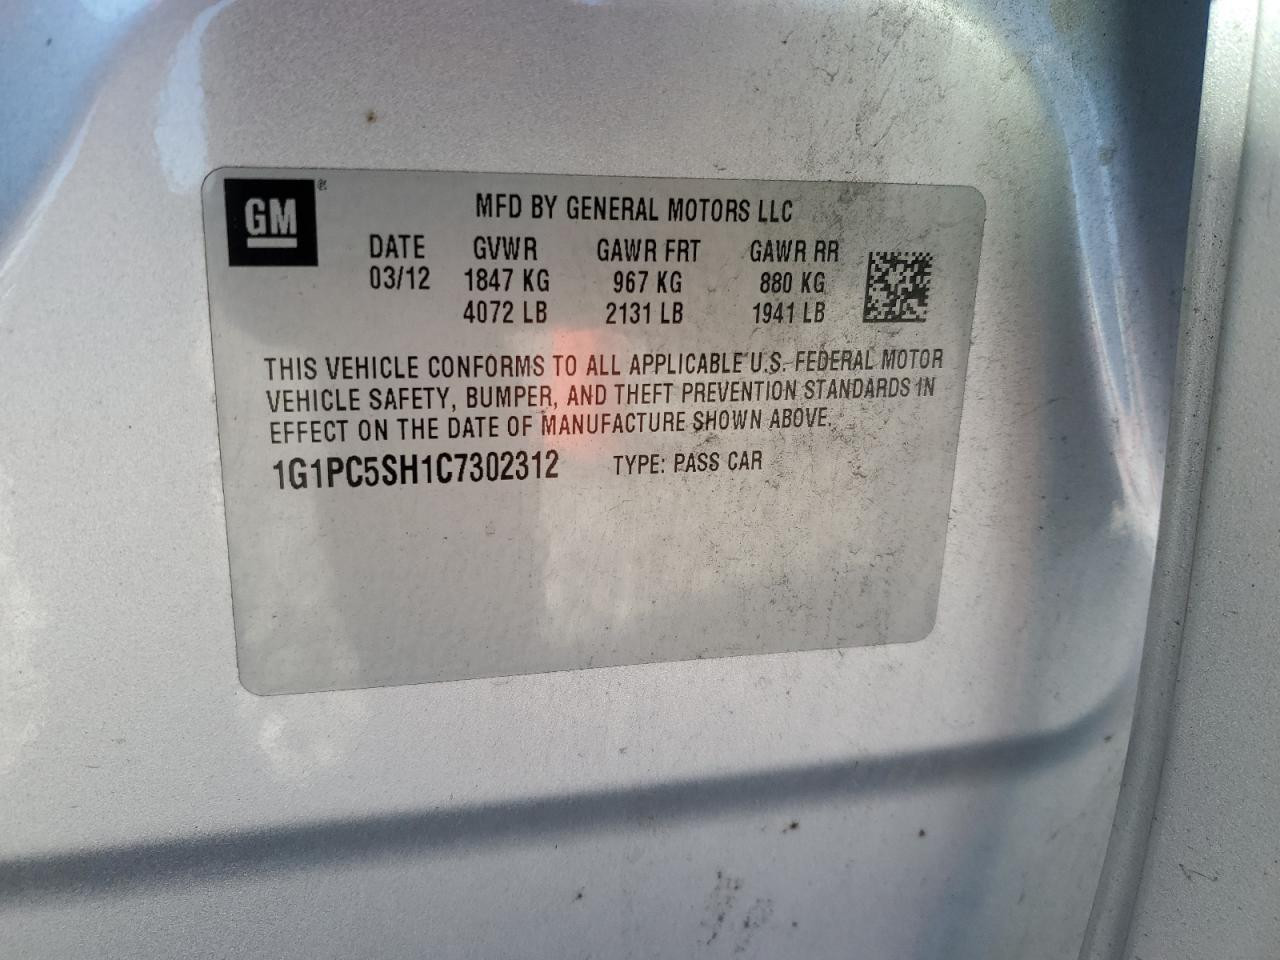 GM®
MFD BY GENERAL MOTORS LLC
DATE GVWR GAWR FRT GAWR RR
03/12 1847 KG 967 KG 880 KG
4072 LB 2131 LB 1941 LB
THIS VEHICLE CONFORMS TO ALL APPLICABLE U.S. FEDERAL MOTOR
VEHICLE SAFETY, BUMPER, AND THEFT PREVENTION STANDARDS IN
EFFECT ON THE DATE OF MANUFACTURE SHOWN ABOVE.
1G1PC5SH1C7302312 TYPE: PASS CAR